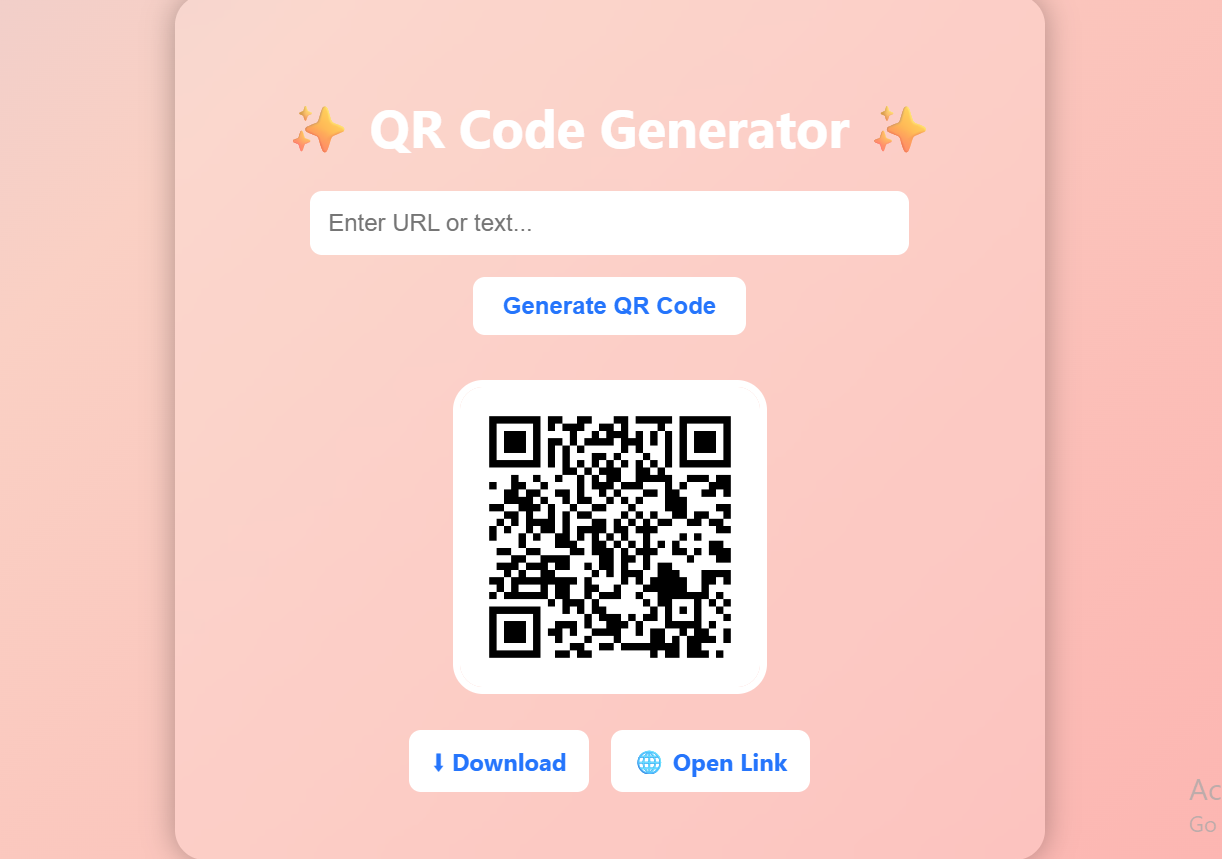 ✨ QR Code Generator ✨
Enter URL or text...
Generate QR Code
⬇ Download
🌐 Open Link
Ac
Go